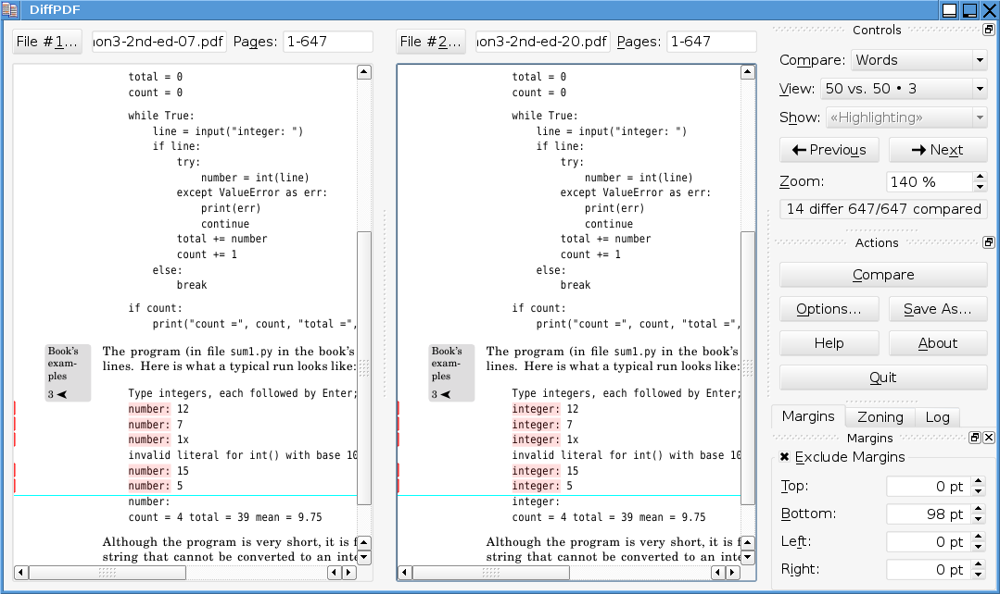 DiffPDF
File #1... non3-2nd-ed-07.pdf Pages: 1-647
total = 0
count = 0
while True:
line = input("integer: ")
if line:
try:
number = int(line)
except ValueError as err:
print(err)
continue
total += number
count += 1
else:
break
if count:
print("count =", count, "total =",
Book's
exam-
ples
3
The program (in file sum1.py in the book's
lines. Here is what a typical run looks like:
Type integers, each followed by Enter;
number: 12
number: 7
number: 1x
invalid literal for int() with base 10
number: 15
number: 5
number:
count = 4 total = 39 mean = 9.75
Although the program is very short, it is f
string that cannot be converted to an inte
File #2... non3-2nd-ed-20.pdf Pages: 1-647
total = 0
count = 0
while True:
line = input("integer: ")
if line:
try:
number = int(line)
except ValueError as err:
print(err)
continue
total += number
count += 1
else:
break
if count:
print("count =", count, "total =",
Book's
exam-
ples
3
The program (in file sum1.py in the book's
lines. Here is what a typical run looks like:
Type integers, each followed by Enter;
integer: 12
integer: 7
integer: 1x
invalid literal for int() with base 10
integer: 15
integer: 5
integer:
count = 4 total = 39 mean = 9.75
Although the program is very short, it is f
string that cannot be converted to an inte
Controls
Compare: Words
View: 50 vs. 50 • 3
Show: «Highlighting»
Previous Next
Zoom: 140 %
14 differ 647/647 compared
Actions
Compare
Options... Save As...
Help About
Quit
Margins Zoning Log
Margins
Exclude Margins
Top: 0 pt
Bottom: 98 pt
Left: 0 pt
Right: 0 pt